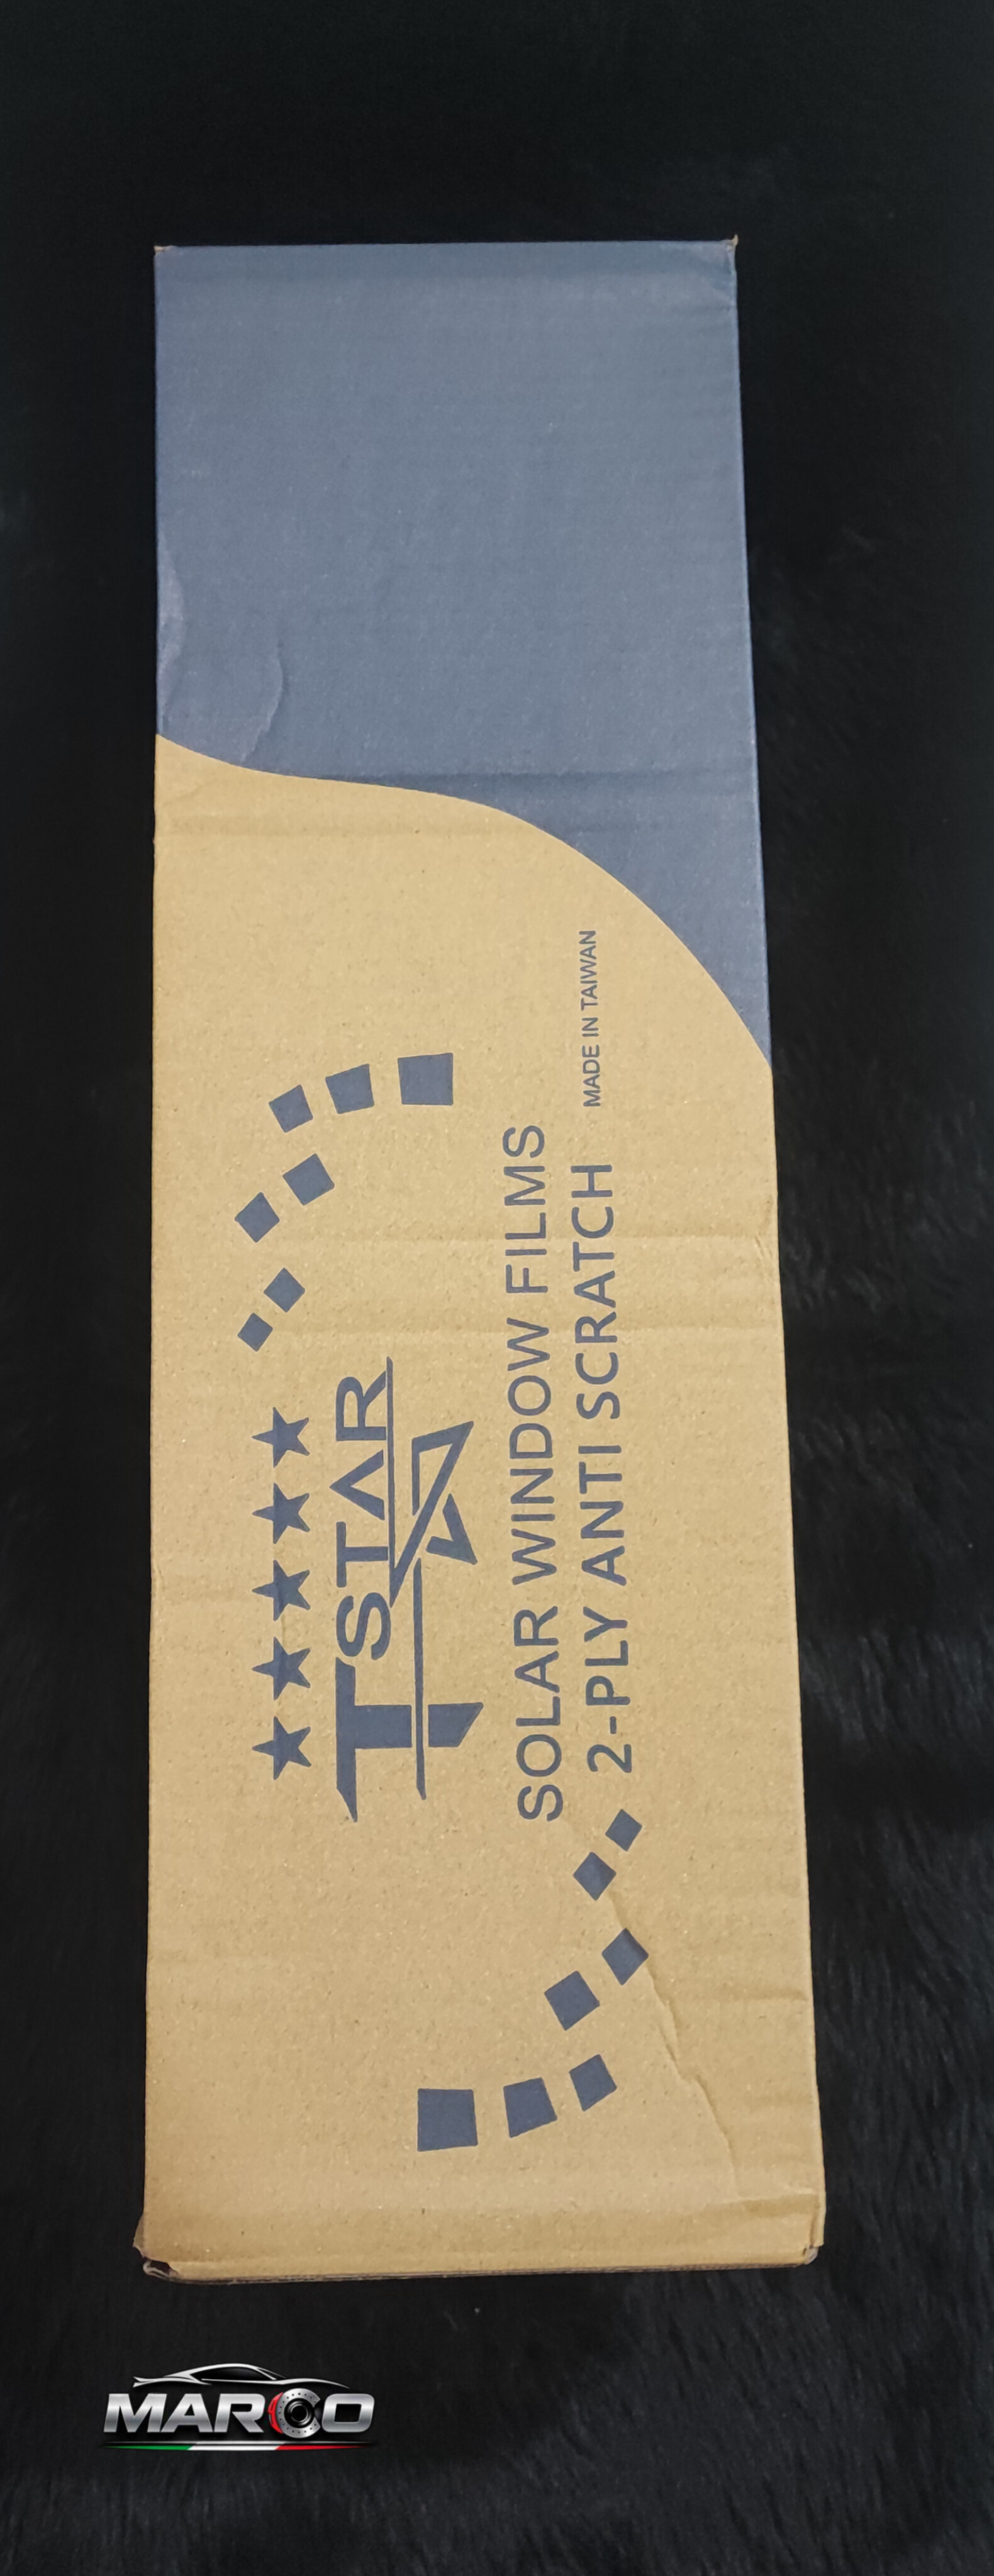 TSTAR
SOLAR WINDOW FILMS
2-PLY ANTI SCRATCH
MADE IN TAIWAN
MARCO